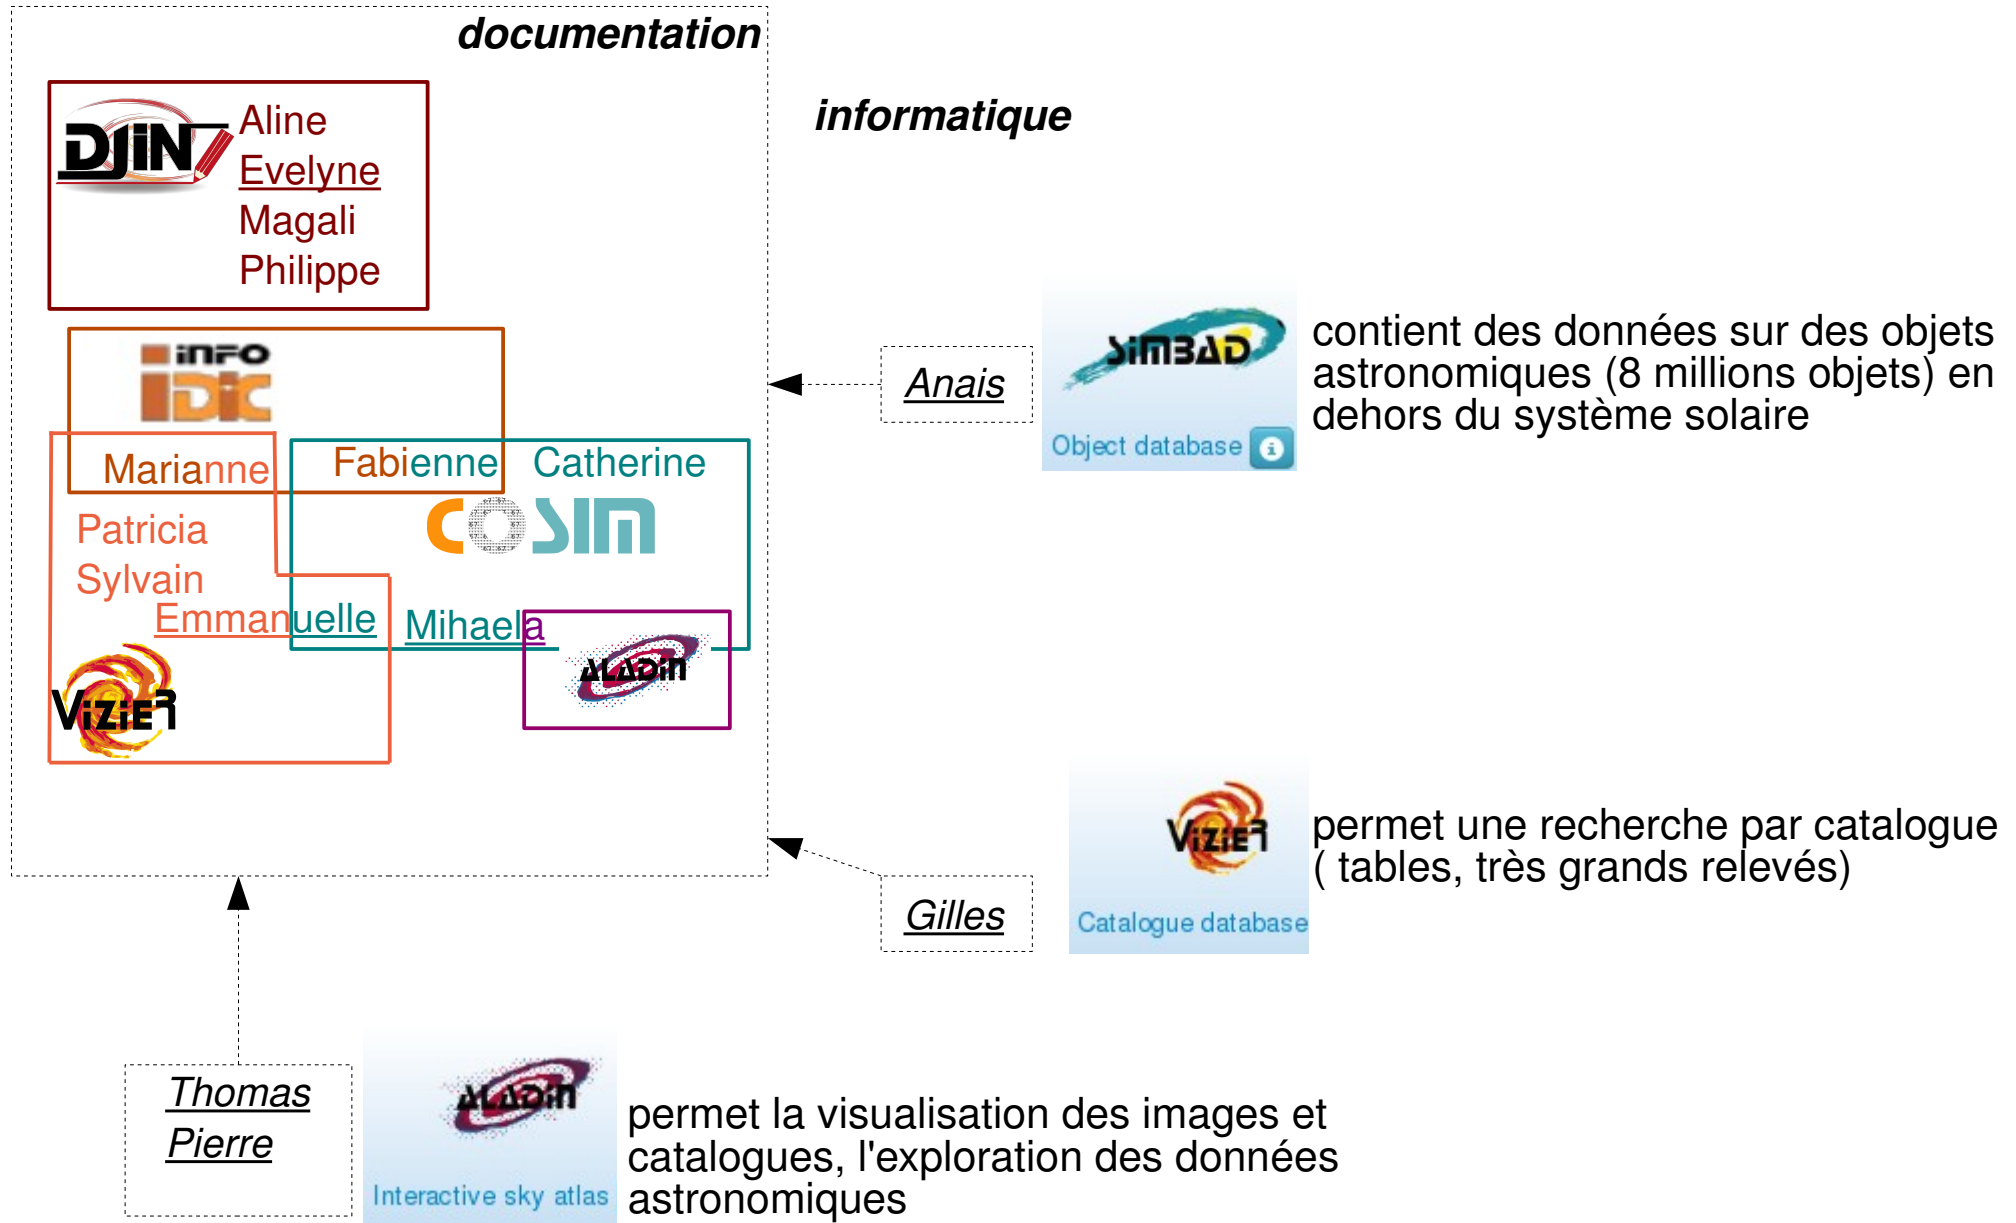 documentation
informatique
DJIN
Aline
Evelyne
Magali
Philippe
iNFO
IDiC
Marianne
Fabienne
Catherine
COSIM
Patricia
Sylvain
Emmanuelle
Mihaela
ALADiN
ViZiER
Anais
SiMBAD
Object database i
contient des données sur des objets
astronomiques (8 millions objets) en
dehors du système solaire
Gilles
ViZiER
Catalogue database
permet une recherche par catalogue
( tables, très grands relevés)
Thomas
Pierre
ALADiN
Interactive sky atlas
permet la visualisation des images et
catalogues, l'exploration des données
astronomiques